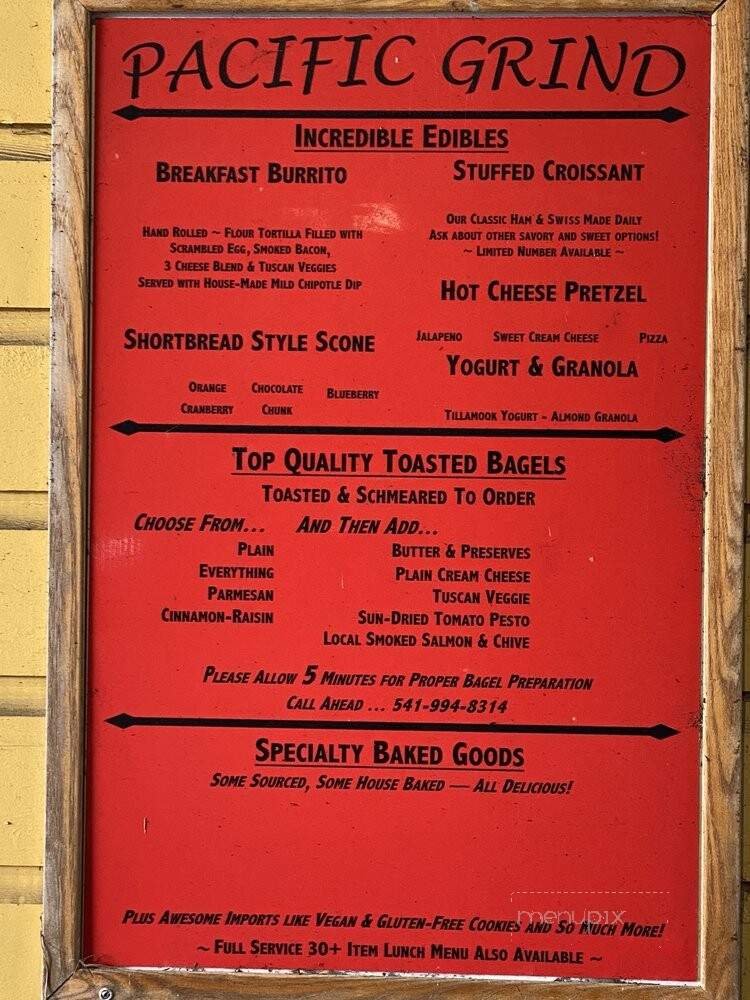 PACIFIC GRIND
INCREDIBLE EDIBLES
BREAKFAST BURRITO
HAND ROLLED ~ FLOUR TORTILLA FILLED WITH
SCRAMBLED EGG, SMOKED BACON,
3 CHEESE BLEND & TUSCAN VEGGIES
SERVED WITH HOUSE-MADE MILD CHIPOTLE DIP
SHORTBREAD STYLE SCONE
ORANGE CHOCOLATE BLUEBERRY
CRANBERRY CHUNK
STUFFED CROISSANT
OUR CLASSIC HAM & SWISS MADE DAILY
ASK ABOUT OTHER SAVORY AND SWEET OPTIONS!
~ LIMITED NUMBER AVAILABLE ~
HOT CHEESE PRETZEL
JALAPENO SWEET CREAM CHEESE PIZZA
YOGURT & GRANOLA
TILLAMOOK YOGURT - ALMOND GRANOLA
TOP QUALITY TOASTED BAGELS
TOASTED & SCHMEARED TO ORDER
CHOOSE FROM... AND THEN ADD...
PLAIN BUTTER & PRESERVES
EVERYTHING PLAIN CREAM CHEESE
PARMESAN TUSCAN VEGGIE
CINNAMON-RAISIN SUN-DRIED TOMATO PESTO
LOCAL SMOKED SALMON & CHIVE
PLEASE ALLOW 5 MINUTES FOR PROPER BAGEL PREPARATION
CALL AHEAD ... 541-994-8314
SPECIALTY BAKED GOODS
SOME SOURCED, SOME HOUSE BAKED — ALL DELICIOUS!
menupix
PLUS AWESOME IMPORTS LIKE VEGAN & GLUTEN-FREE COOKIES AND SO MUCH MORE!
~ FULL SERVICE 30+ ITEM LUNCH MENU ALSO AVAILABLE ~